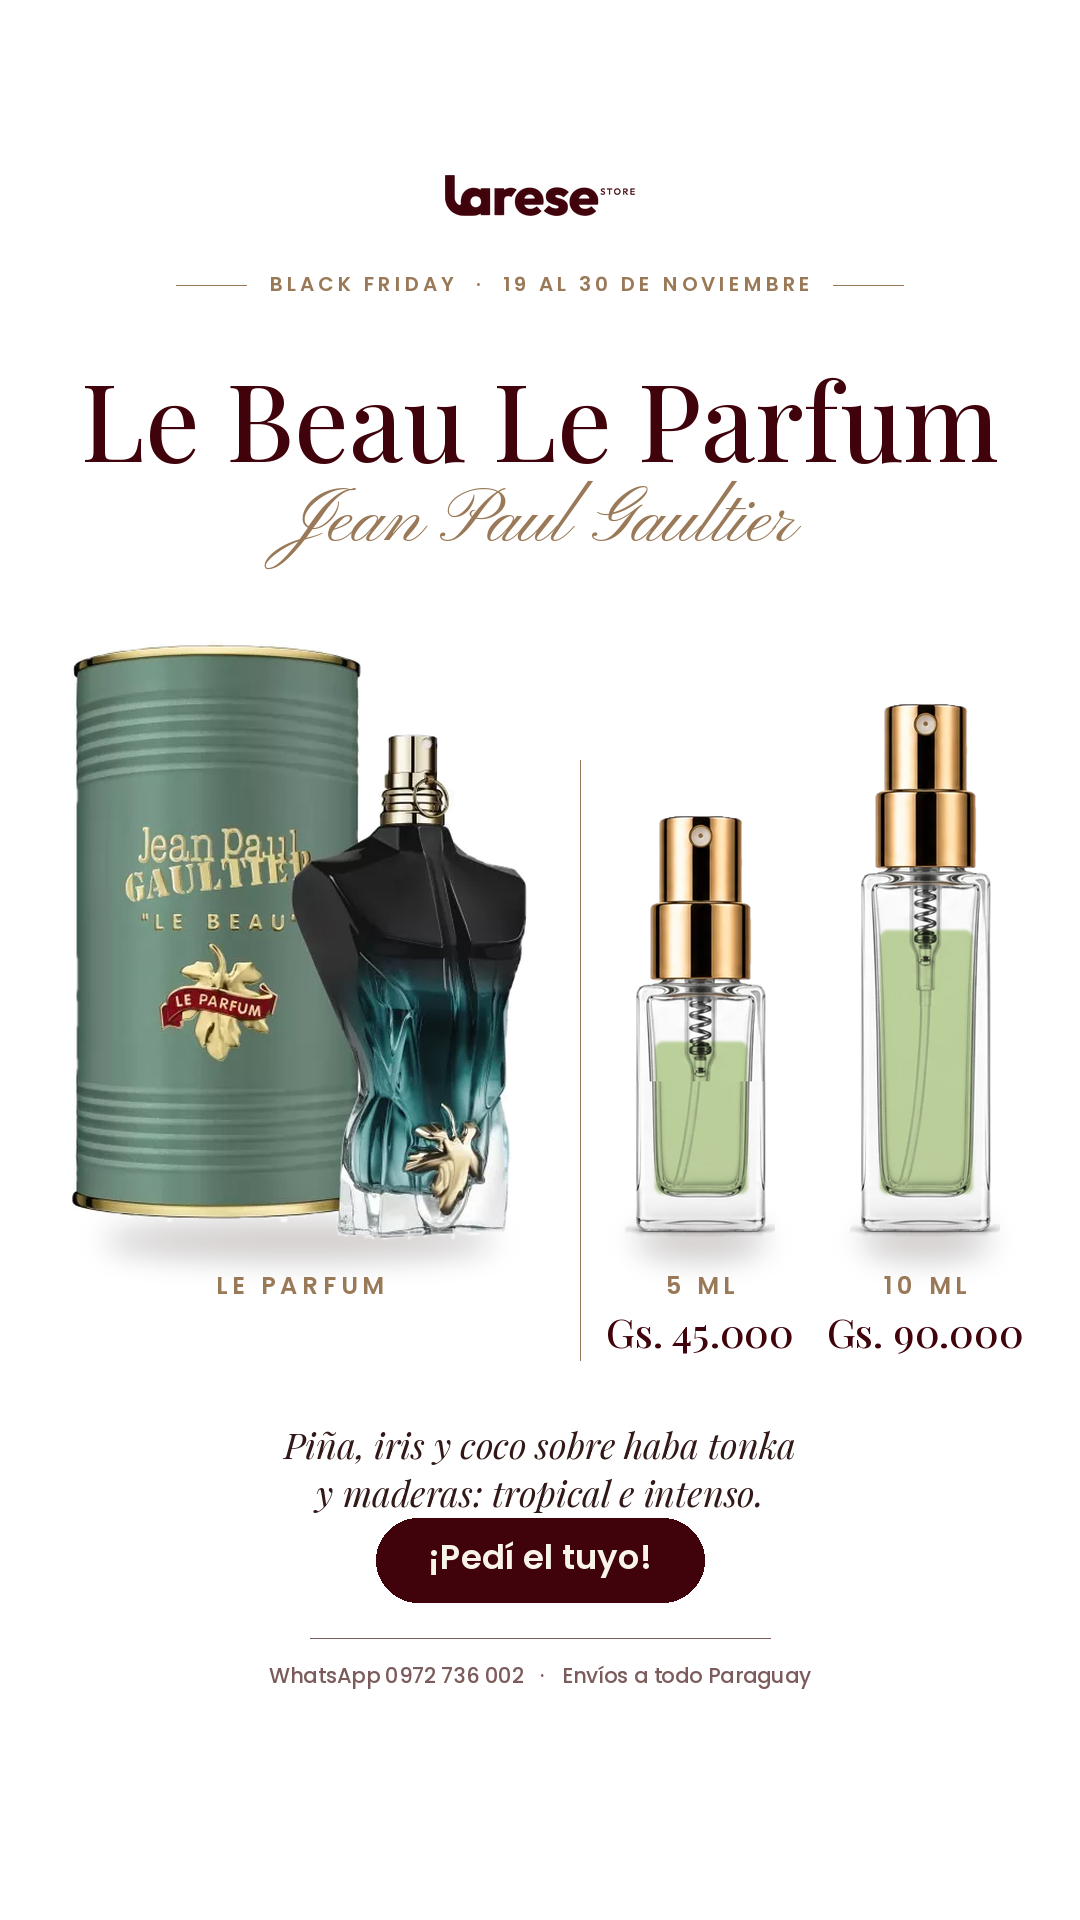 Larese STORE
BLACK FRIDAY · 19 AL 30 DE NOVIEMBRE
Le Beau Le Parfum
Jean Paul Gaultier
Jean Paul
GAULTIER
"LE BEAU"
LE PARFUM
LE PARFUM
5 ML
10 ML
Gs. 45.000
Gs. 90.000
Piña, iris y coco sobre haba tonka
y maderas: tropical e intenso.
¡Pedí el tuyo!
WhatsApp 0972 736 002 · Envíos a todo Paraguay